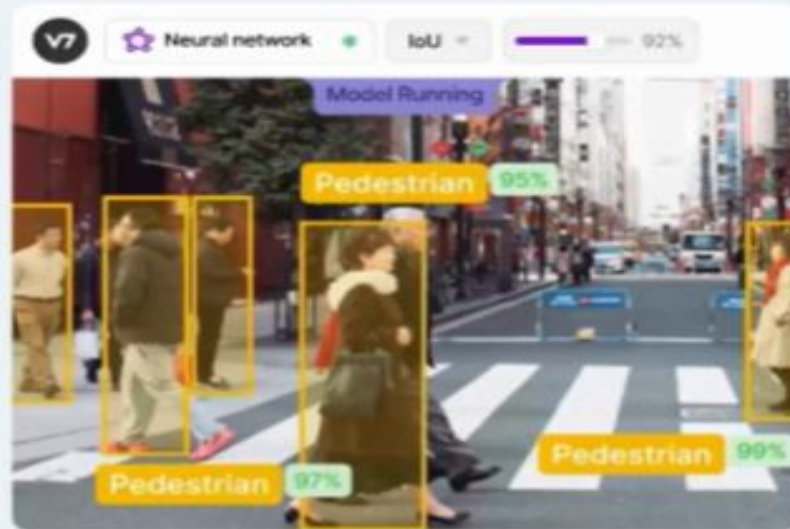 V7 Neural network IoU 92%
Model Running
Pedestrian 95%
Pedestrian 99%
Pedestrian 97%